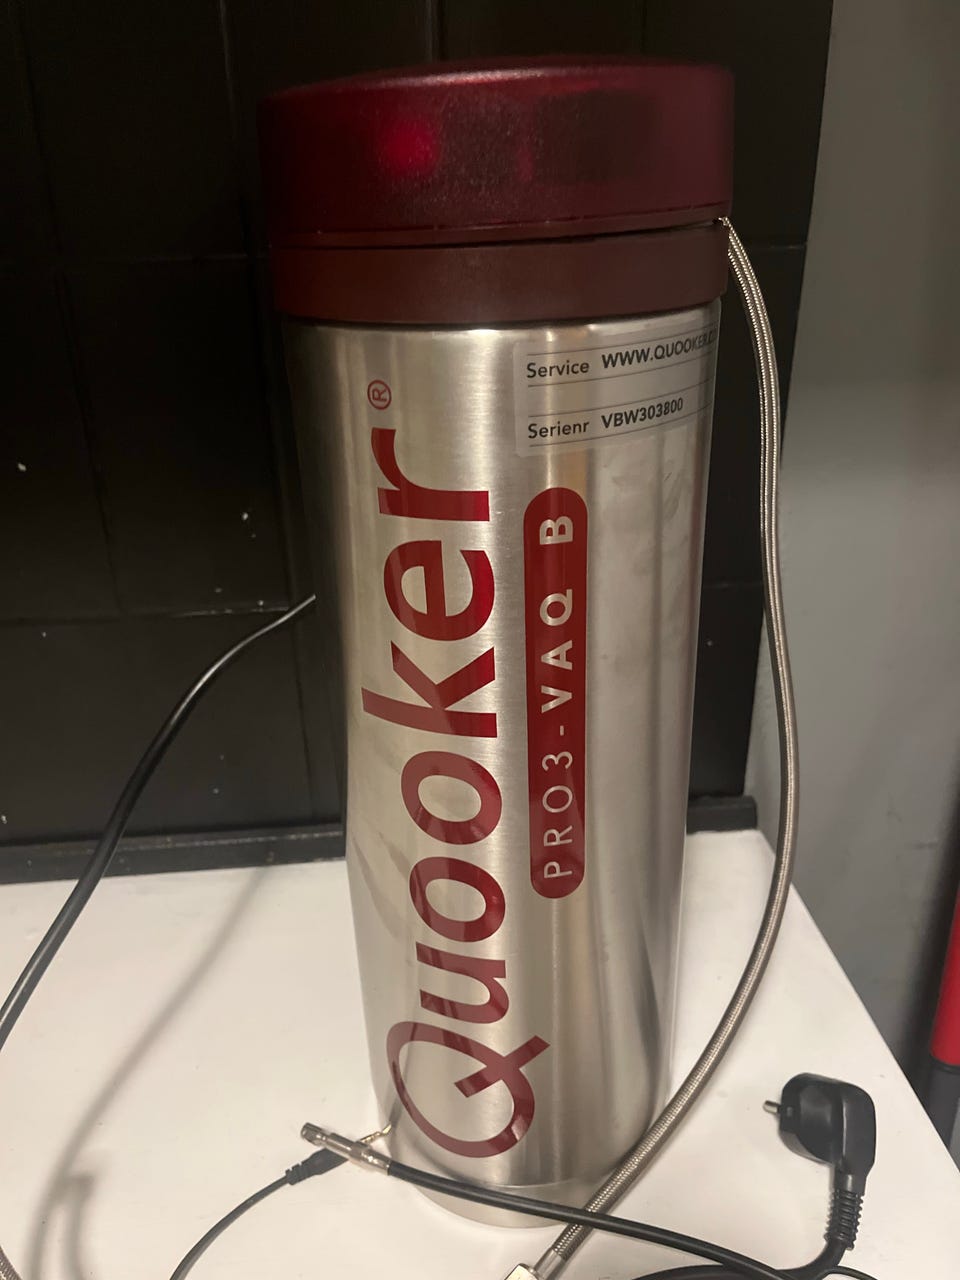 Service WWW.QUOOKER.C
Serienr VBW303800
Quooker®
PRO3-VAQ B